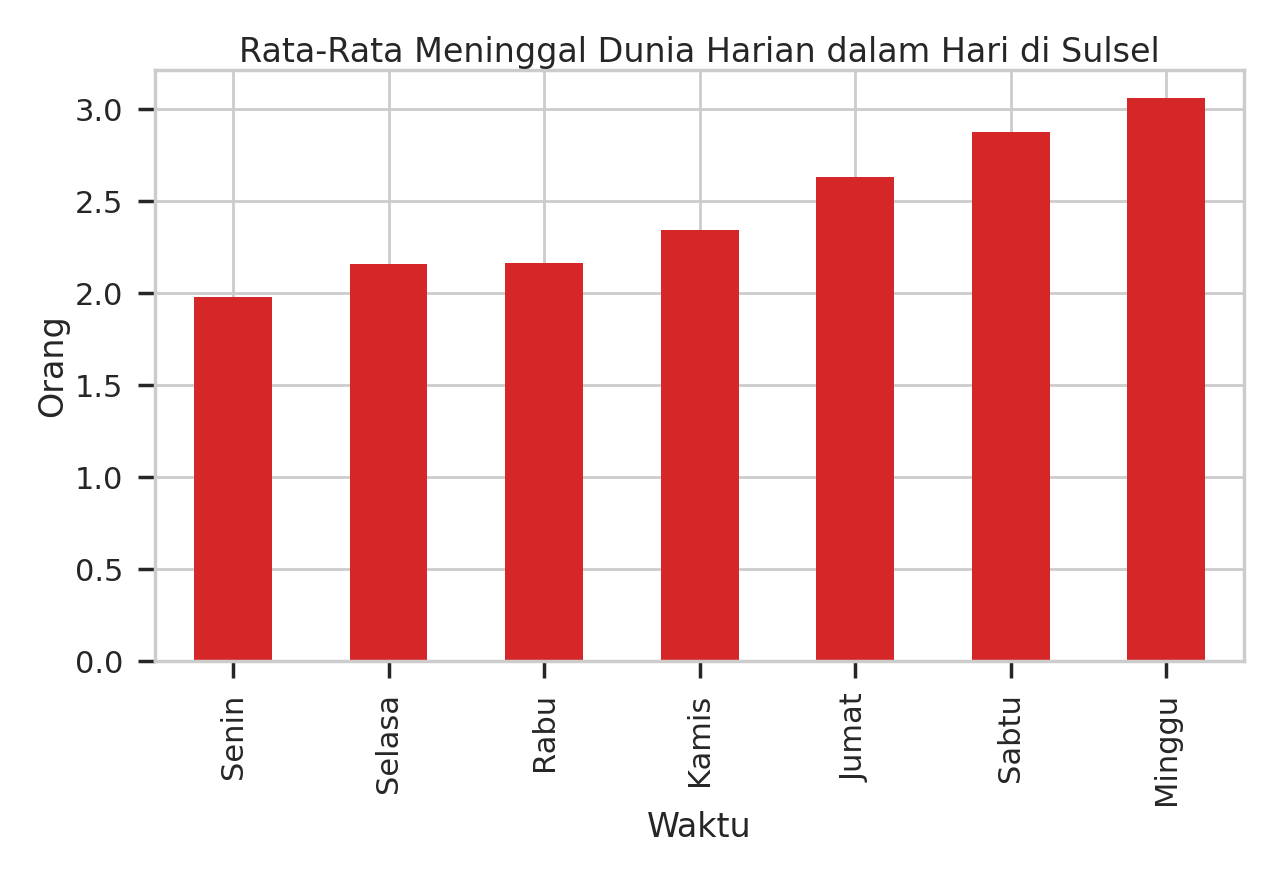 Rata-Rata Meninggal Dunia Harian dalam Hari di Sulsel
3.0
2.5
2.0
1.5
1.0
0.5
0.0
Orang
Senin
Selasa
Rabu
Kamis
Jumat
Sabtu
Minggu
Waktu